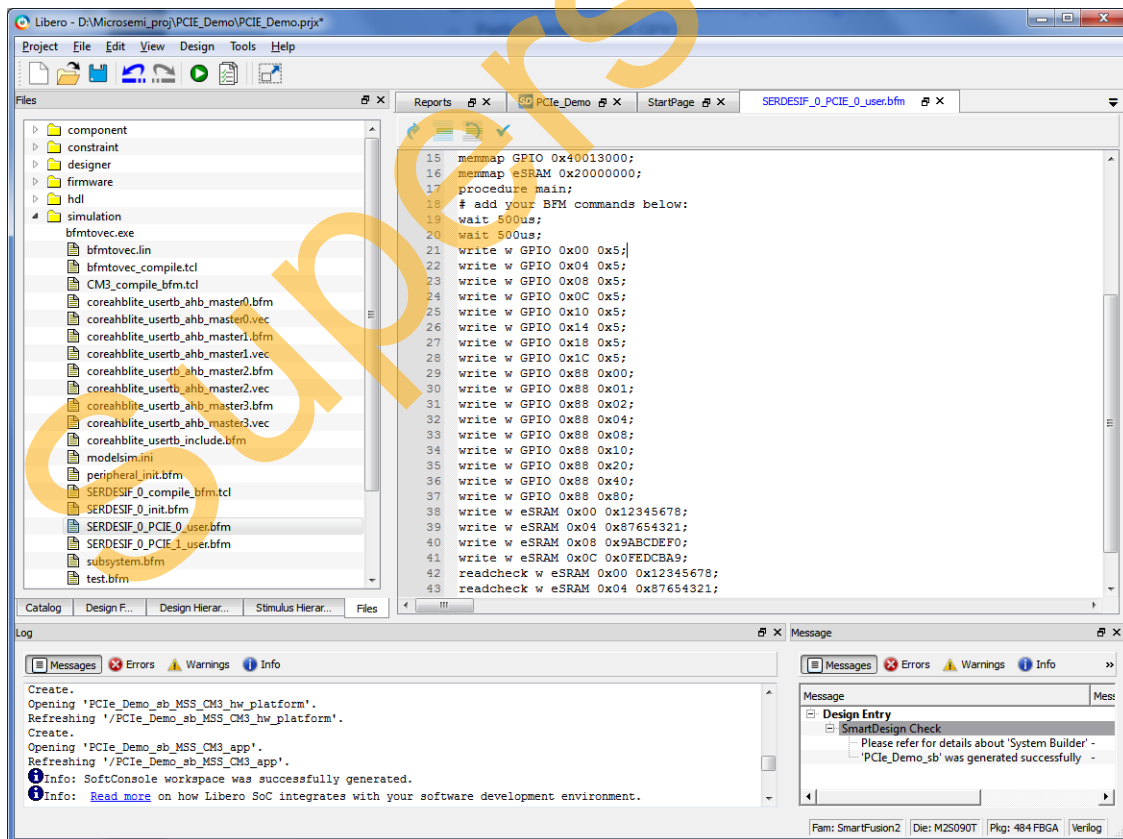 Libero - D:\Microsemi_proj\PCIE_Demo\PCIE_Demo.prjx*
Project File Edit View Design Tools Help
Files
component
constraint
designer
firmware
hdl
simulation
bfmtovec.exe
bfmtovec.lin
bfmtovec_compile.tcl
CM3_compile_bfm.tcl
coreahblite_usertb_ahb_master0.bfm
coreahblite_usertb_ahb_master0.vec
coreahblite_usertb_ahb_master1.bfm
coreahblite_usertb_ahb_master1.vec
coreahblite_usertb_ahb_master2.bfm
coreahblite_usertb_ahb_master2.vec
coreahblite_usertb_ahb_master3.bfm
coreahblite_usertb_ahb_master3.vec
coreahblite_usertb_include.bfm
modelsim.ini
peripheral_init.bfm
SERDESIF_0_compile_bfm.tcl
SERDESIF_0_init.bfm
SERDESIF_0_PCIE_0_user.bfm
SERDESIF_0_PCIE_1_user.bfm
subsystem.bfm
test.bfm
Catalog Design F... Design Hierar... Stimulus Hierar... Files
Reports SD PCIe_Demo StartPage SERDESIF_0_PCIE_0_user.bfm
15 memmap GPIO 0x40013000;
16 memmap eSRAM 0x20000000;
17 procedure main;
18 # add your BFM commands below:
19 wait 500us;
20 wait 500us;
21 write w GPIO 0x00 0x5;
22 write w GPIO 0x04 0x5;
23 write w GPIO 0x08 0x5;
24 write w GPIO 0x0C 0x5;
25 write w GPIO 0x10 0x5;
26 write w GPIO 0x14 0x5;
27 write w GPIO 0x18 0x5;
28 write w GPIO 0x1C 0x5;
29 write w GPIO 0x88 0x00;
30 write w GPIO 0x88 0x01;
31 write w GPIO 0x88 0x02;
32 write w GPIO 0x88 0x04;
33 write w GPIO 0x88 0x08;
34 write w GPIO 0x88 0x10;
35 write w GPIO 0x88 0x20;
36 write w GPIO 0x88 0x40;
37 write w GPIO 0x88 0x80;
38 write w eSRAM 0x00 0x12345678;
39 write w eSRAM 0x04 0x87654321;
40 write w eSRAM 0x08 0x9ABCDEF0;
41 write w eSRAM 0x0C 0x0FEDCBA9;
42 readcheck w eSRAM 0x00 0x12345678;
43 readcheck w eSRAM 0x04 0x87654321;
Supers
Log
Messages Errors Warnings Info
Create.
Opening 'PCIe_Demo_sb_MSS_CM3_hw_platform'.
Refreshing '/PCIe_Demo_sb_MSS_CM3_hw_platform'.
Create.
Opening 'PCIe_Demo_sb_MSS_CM3_app'.
Refreshing '/PCIe_Demo_sb_MSS_CM3_app'.
Info: SoftConsole workspace was successfully generated.
Info: Read more on how Libero SoC integrates with your software development environment.
Message
Messages Errors Warnings Info »
Message Mess
Design Entry
SmartDesign Check
Please refer for details about 'System Builder' -
'PCIe_Demo_sb' was generated successfully -
Fam: SmartFusion2 Die: M2S090T Pkg: 484 FBGA Verilog